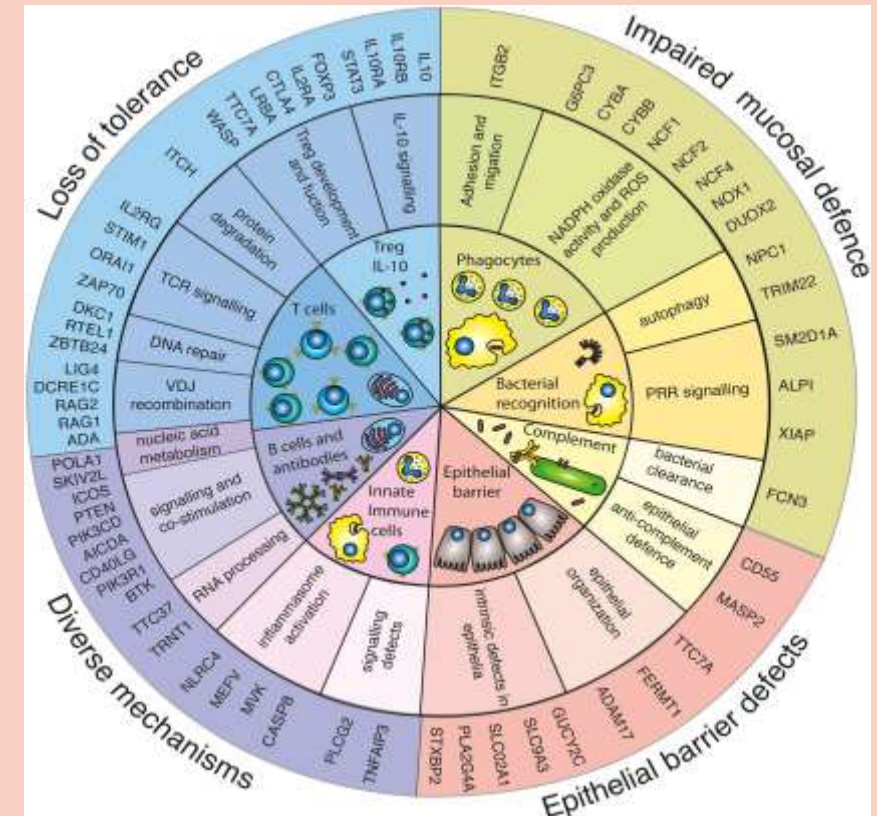 Loss of tolerance
Impaired mucosal defence
Epithelial barrier defects
Diverse mechanisms
ITGB2
G6PC3
CYBA
CYBB
NCF1
NCF2
NCF4
NOX1
DUOX2
NPC1
TRIM22
SM2D1A
ALPI
XIAP
FCN3
CD55
MASP2
TTC7A
FERMT1
ADAM17
GUCY2C
SLC9A3
SLC02A1
PLA2G4A
STXBP2
TNFAIP3
PLCG2
CASP8
MVK
MEFV
NLRC4
TRNT1
TTC37
BTK
PIK3R1
CD40LG
AICDA
PIK3CD
PTEN
ICOS
SKIV2L
POLA1
ADA
RAG1
RAG2
DCRE1C
LIG4
ZBTB24
RTEL1
DKC1
ZAP70
ORAI1
STIM1
IL2RG
ITCH
WASP
TTC7A
LRBA
CTLA4
IL2RA
FOXP3
STAT3
IL10RA
IL10RB
IL10
Adhesion and
migation
NADPH oxidase
activity and ROS
production
autophagy
PRR signalling
bacterial
clearance
epithelial
anti-complement
defence
epithelial
organization
intrinsic defects in
epithelia
signalling
defects
inflammasome
activation
RNA processing
signalling and
co-stimulation
nucleic acid
metabolism
VDJ
recombination
DNA repair
TCR signalling
protein
degradation
Treg development
and fuction
IL-10 signalling
Phagocytes
Bacterial
recognition
Complement
Epithelial
barrier
Innate
Immune
cells
B cells and
antibodies
T cells
Treg
IL-10